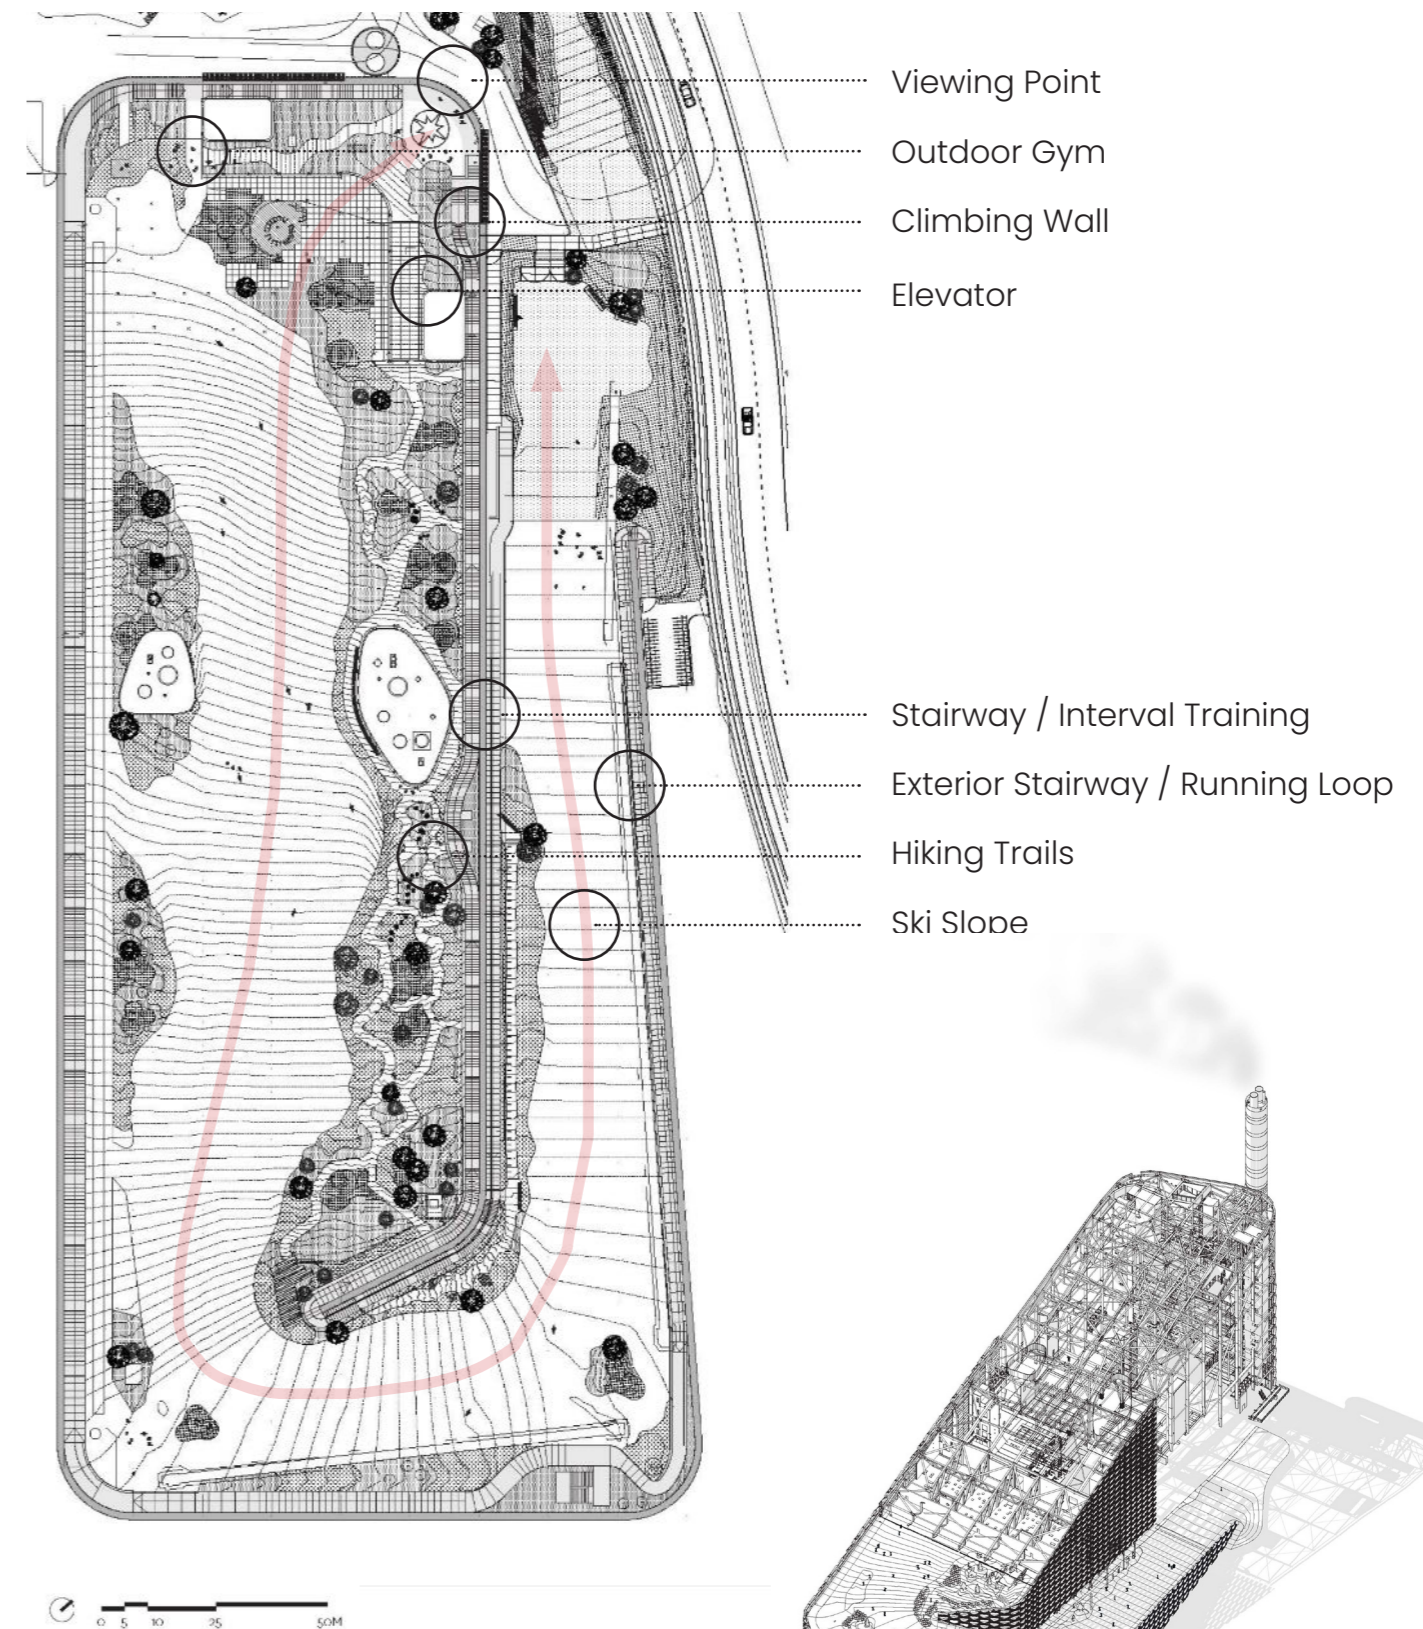 Viewing Point
Outdoor Gym
Climbing Wall
Elevator
Stairway / Interval Training
Exterior Stairway / Running Loop
Hiking Trails
Ski Slope
0 5 10 25 50M